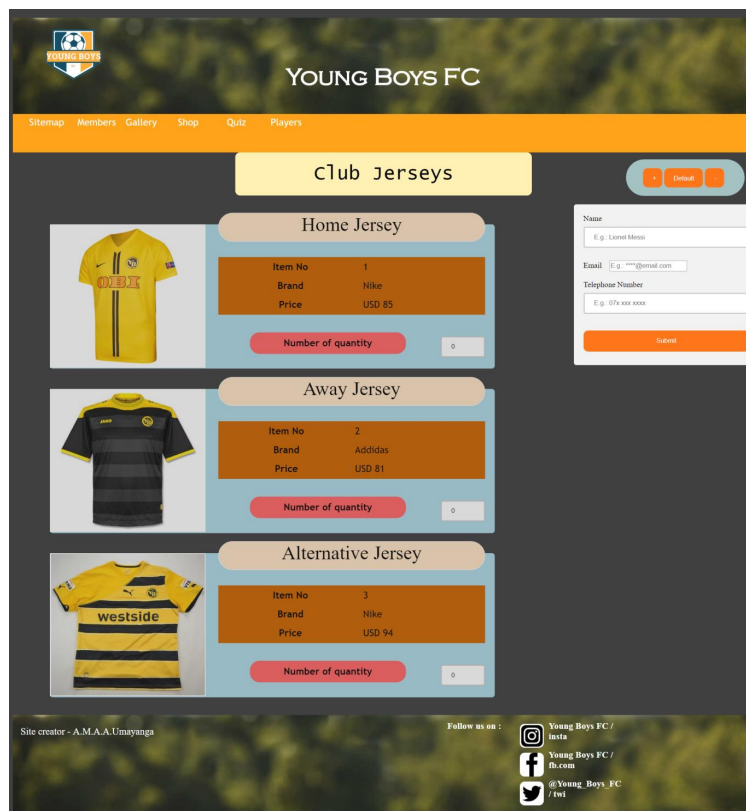 YOUNG BOYS
Young Boys FC
Sitemap Members Gallery Shop Quiz Players
Club Jerseys
+ Default -
Home Jersey
OBI
Item No 1
Brand Nike
Price USD 85
Number of quantity 0
Name
E.g.: Lionel Messi
Email E.g.: ****@email.com
Telephone Number
E.g.: 07x xxx xxxx
Submit
Away Jersey
JAKO
Item No 2
Brand Addidas
Price USD 81
Number of quantity 0
Alternative Jersey
westside
Item No 3
Brand Nike
Price USD 94
Number of quantity 0
Site creator - A.M.A.A.Umayanga
Follow us on :
Young Boys FC /
insta
Young Boys FC /
fb.com
@Young_Boys_FC
/ twi